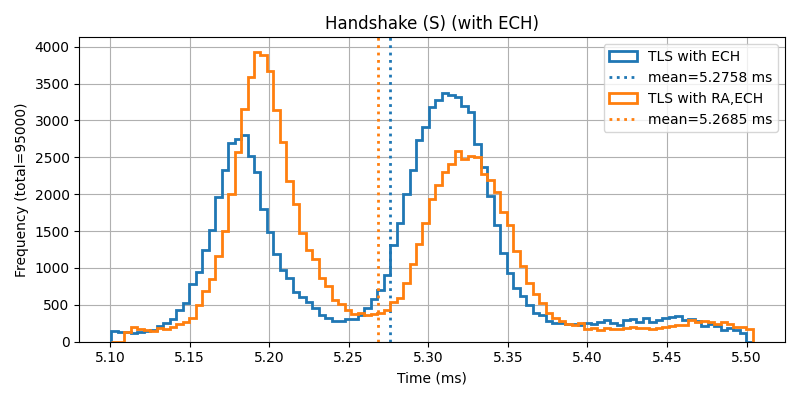 Handshake (S) (with ECH)
Frequency (total=95000)
4000
3500
3000
2500
2000
1500
1000
500
0
TLS with ECH
mean=5.2758 ms
TLS with RA,ECH
mean=5.2685 ms
5.10 5.15 5.20 5.25 5.30 5.35 5.40 5.45 5.50
Time (ms)